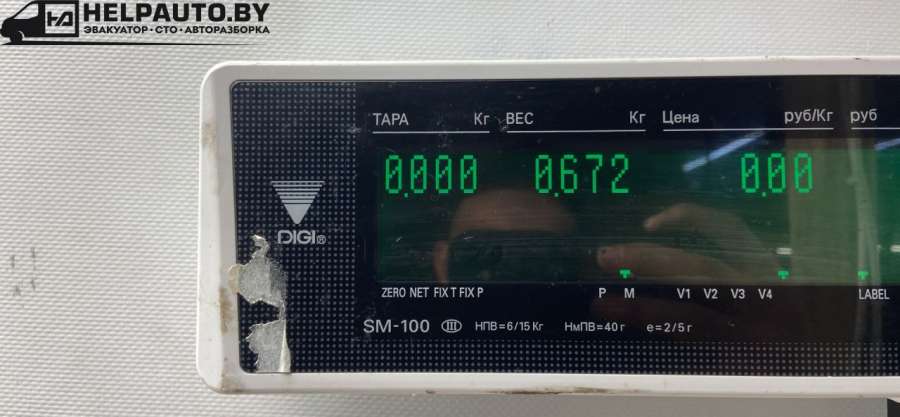 HELPAUTO.BY
ЭВАКУАТОР · СТО · АВТОРАЗБОРКА
ТАРА Кг ВЕС Кг Цена руб/Кг руб
0.000 0.672 0.00
DIGI®
ZERO NET FIX T FIX P P M V1 V2 V3 V4 LABEL
SM-100 III НПВ=6/15 Кг НмПВ=40 г e=2/5 г